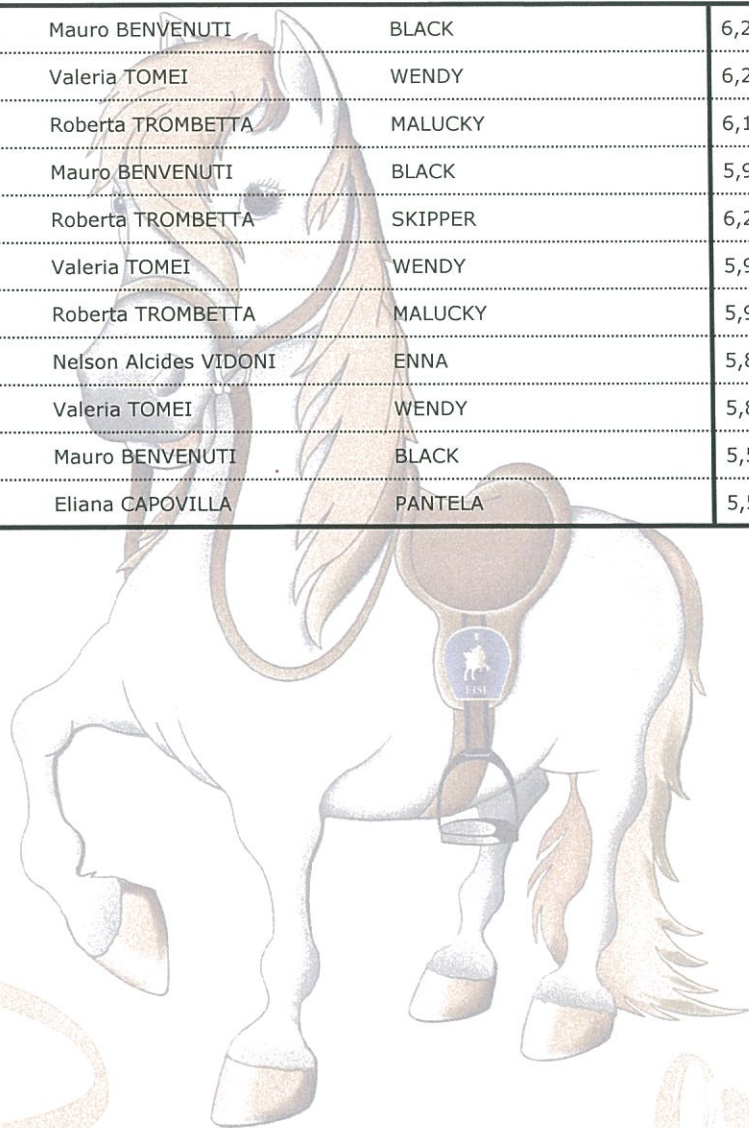 Mauro BENVENUTI BLACK 6,2
Valeria TOMEI WENDY 6,2
Roberta TROMBETTA MALUCKY 6,1
Mauro BENVENUTI BLACK 5,9
Roberta TROMBETTA SKIPPER 6,2
Valeria TOMEI WENDY 5,9
Roberta TROMBETTA MALUCKY 5,9
Nelson Alcides VIDONI ENNA 5,8
Valeria TOMEI WENDY 5,8
Mauro BENVENUTI BLACK 5,5
Eliana CAPOVILLA PANTELA 5,5